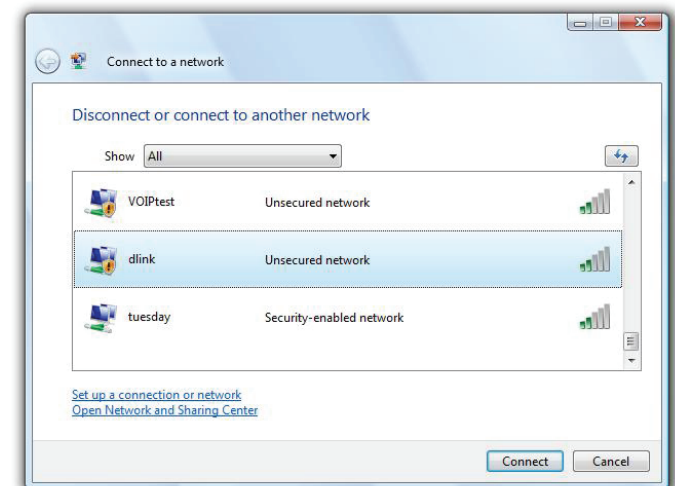 Connect to a network
Disconnect or connect to another network
Show All
VOIPtest Unsecured network
dlink Unsecured network
tuesday Security-enabled network
Set up a connection or network
Open Network and Sharing Center
Connect Cancel